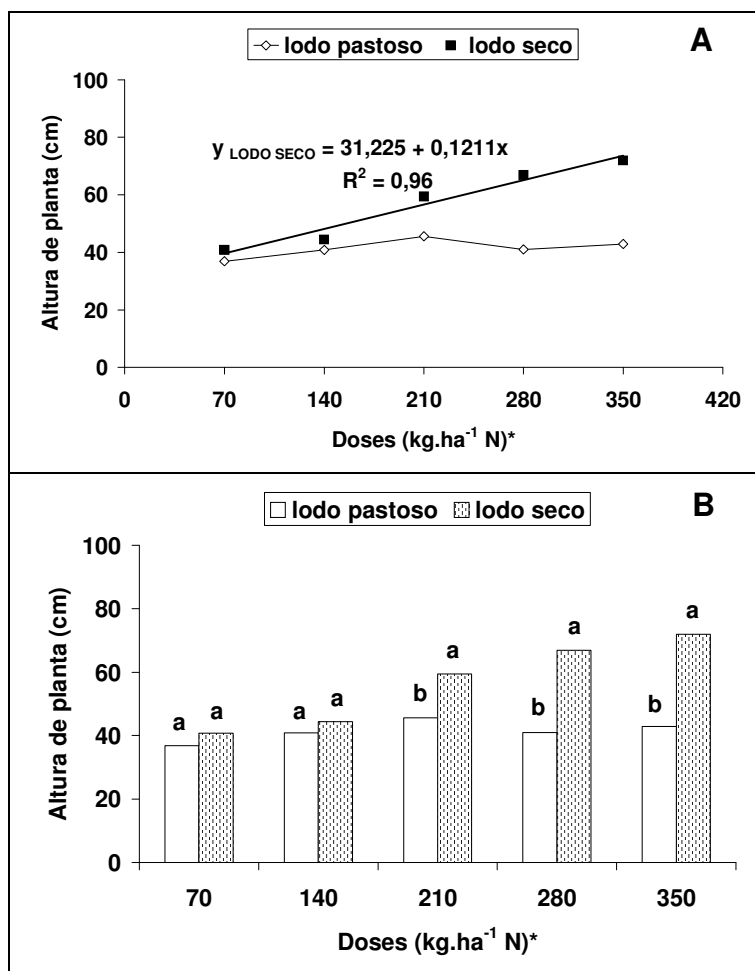 lodo pastoso lodo seco
A
100
80
60
40
20
0
y LODO SECO = 31,225 + 0,1211x
R² = 0,96
Altura de planta (cm)
0 70 140 210 280 350 420
Doses (kg.ha⁻¹ N)*
lodo pastoso lodo seco
B
100
80
60
40
20
0
Altura de planta (cm)
a a a a b a b a b a
70 140 210 280 350
Doses (kg.ha⁻¹ N)*